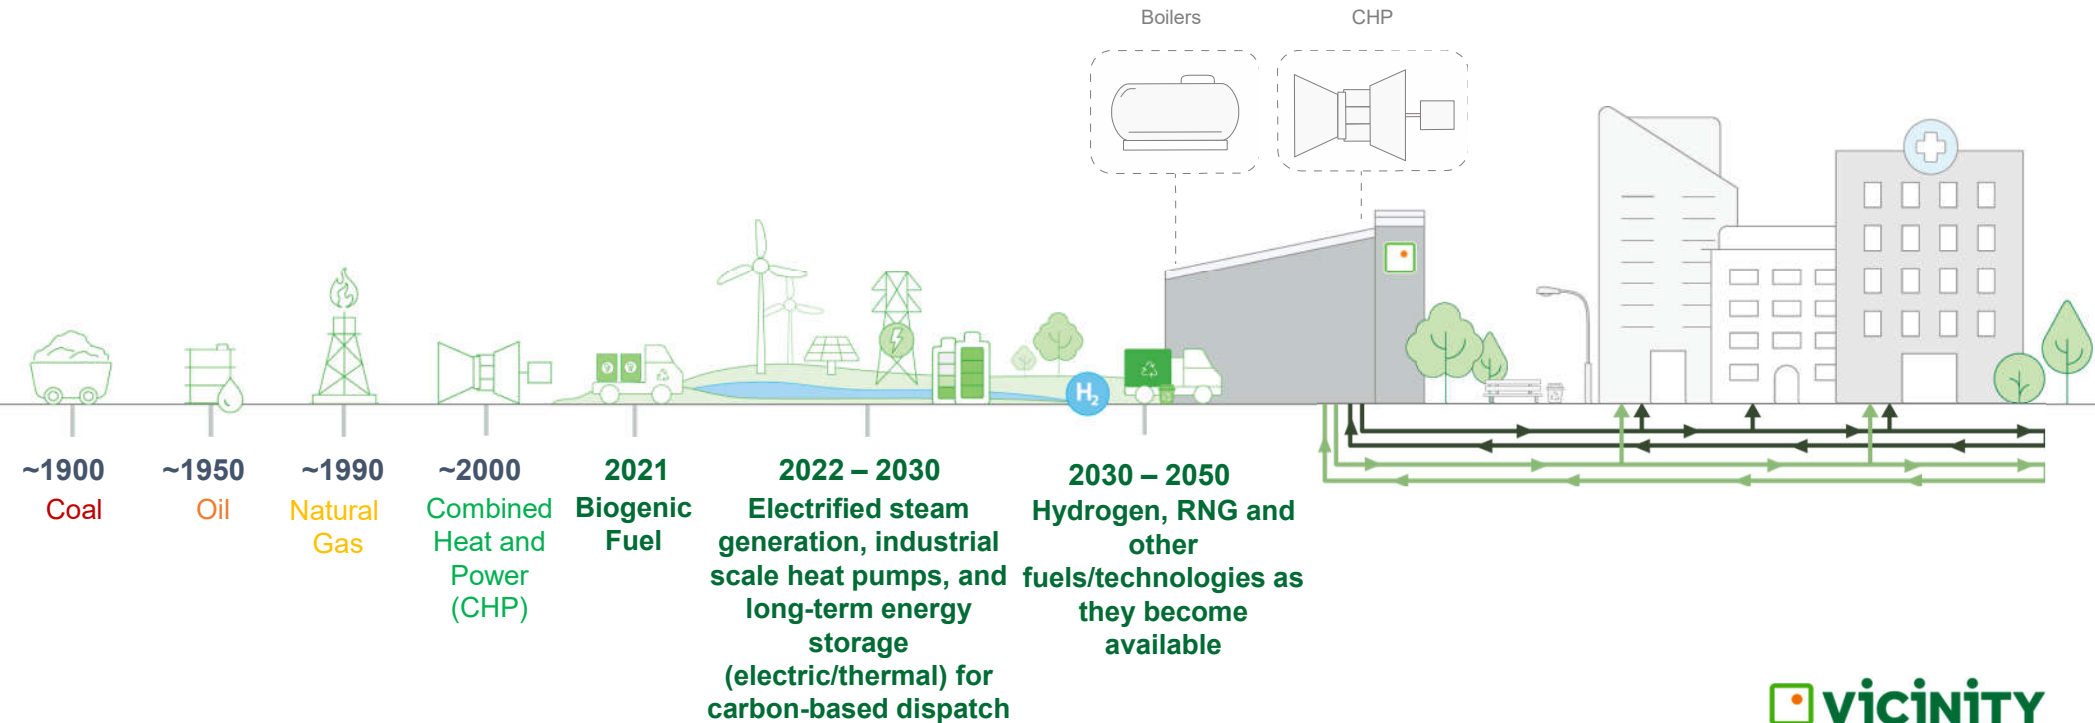 Boilers
CHP
H₂
~1900
Coal
~1950
Oil
~1990
Natural
Gas
~2000
Combined
Heat and
Power
(CHP)
2021
Biogenic
Fuel
2022 – 2030
Electrified steam
generation, industrial
scale heat pumps, and
long-term energy
storage
(electric/thermal) for
carbon-based dispatch
2030 – 2050
Hydrogen, RNG and
other
fuels/technologies as
they become
available
VICINITY